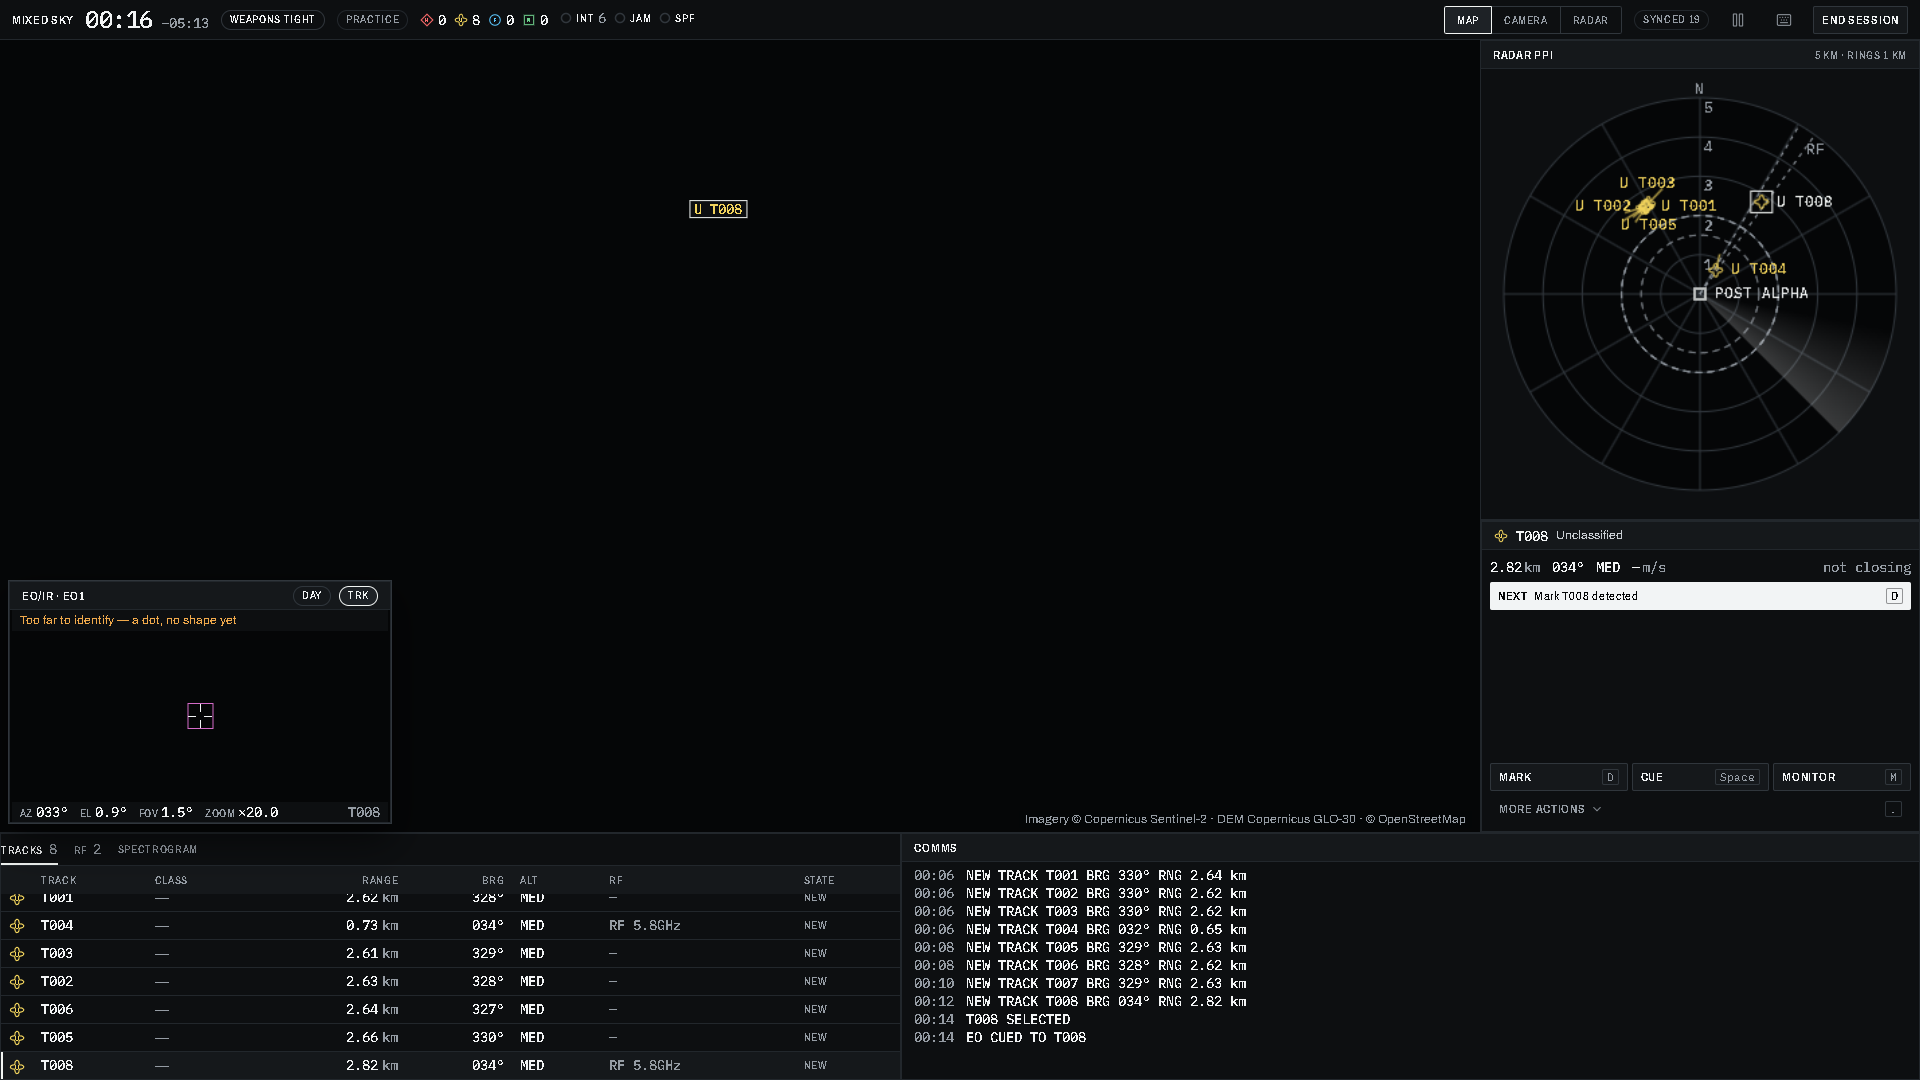 MIXED SKY 00:16 -05:13 WEAPONS TIGHT PRACTICE 0 8 0 0 INT 6 JAM SPF MAP CAMERA RADAR SYNCED 19 END SESSION
RADAR PPI 5 KM · RINGS 1 KM
N
5
4
RF
3
U T003
U T002
U T001
U T008
U T005
2
1
U T004
POST ALPHA
U T008
T008 Unclassified
2.82 km 034° MED —m/s not closing
NEXT Mark T008 detected D
MARK D CUE Space MONITOR M
MORE ACTIONS .
EO/IR · EO1 DAY TRK
Too far to identify — a dot, no shape yet
AZ 033° EL 0.9° FOV 1.5° ZOOM ×20.0 T008
Imagery © Copernicus Sentinel-2 · DEM Copernicus GLO-30 · © OpenStreetMap
TRACKS 8 RF 2 SPECTROGRAM
TRACK CLASS RANGE BRG ALT RF STATE
T001 — 2.62 km 328° MED — NEW
T004 — 0.73 km 034° MED RF 5.8GHz NEW
T003 — 2.61 km 329° MED — NEW
T002 — 2.63 km 328° MED — NEW
T006 — 2.64 km 327° MED — NEW
T005 — 2.66 km 330° MED — NEW
T008 — 2.82 km 034° MED RF 5.8GHz NEW
COMMS
00:06 NEW TRACK T001 BRG 330° RNG 2.64 km
00:06 NEW TRACK T002 BRG 330° RNG 2.62 km
00:06 NEW TRACK T003 BRG 330° RNG 2.62 km
00:06 NEW TRACK T004 BRG 032° RNG 0.65 km
00:08 NEW TRACK T005 BRG 329° RNG 2.63 km
00:08 NEW TRACK T006 BRG 328° RNG 2.62 km
00:10 NEW TRACK T007 BRG 329° RNG 2.63 km
00:12 NEW TRACK T008 BRG 034° RNG 2.82 km
00:14 T008 SELECTED
00:14 EO CUED TO T008